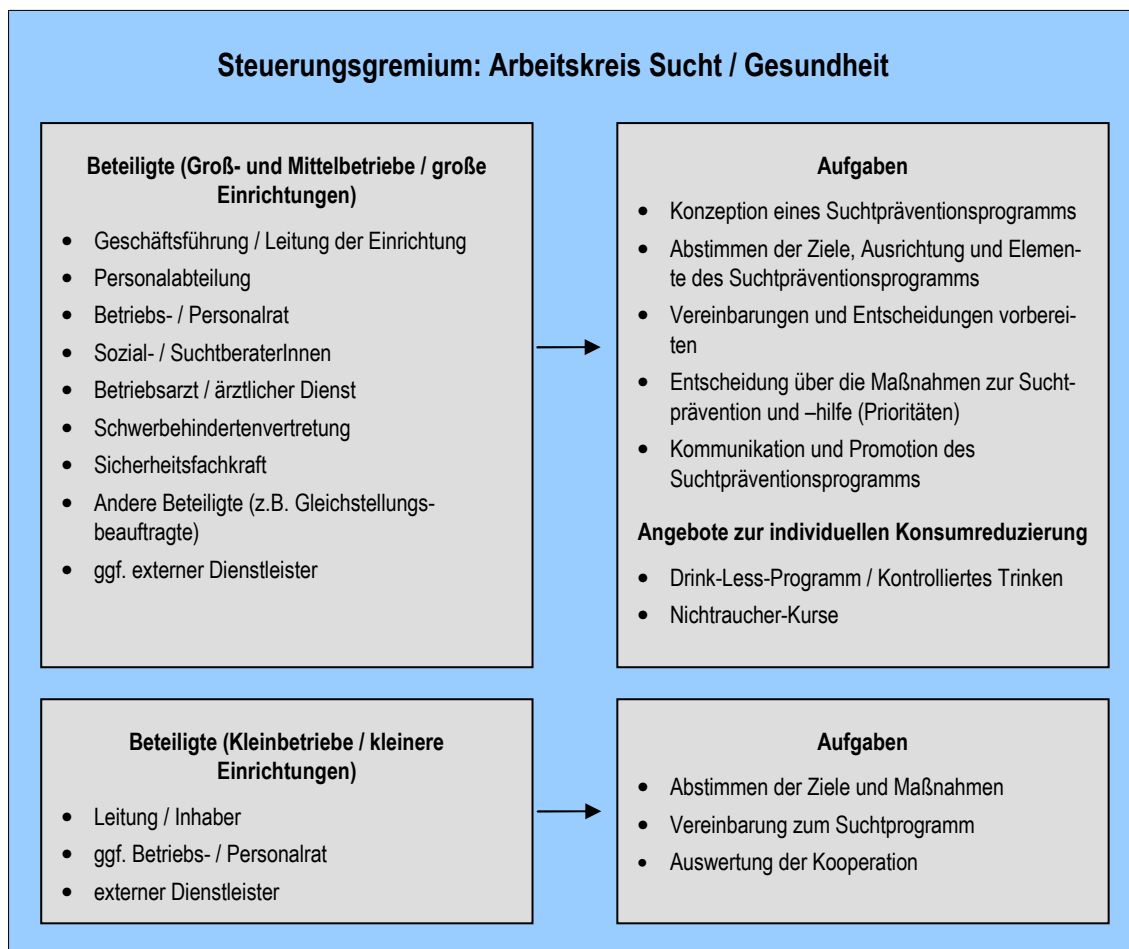 Steuerungsgremium: Arbeitskreis Sucht / Gesundheit
Beteiligte (Groß- und Mittelbetriebe / große
Einrichtungen)
• Geschäftsführung / Leitung der Einrichtung
• Personalabteilung
• Betriebs- / Personalrat
• Sozial- / SuchtberaterInnen
• Betriebsarzt / ärztlicher Dienst
• Schwerbehindertenvertretung
• Sicherheitsfachkraft
• Andere Beteiligte (z.B. Gleichstellungs-
beauftragte)
• ggf. externer Dienstleister
Aufgaben
• Konzeption eines Suchtpräventionsprogramms
• Abstimmen der Ziele, Ausrichtung und Elemen-
te des Suchtpräventionsprogramms
• Vereinbarungen und Entscheidungen vorberei-
ten
• Entscheidung über die Maßnahmen zur Sucht-
prävention und –hilfe (Prioritäten)
• Kommunikation und Promotion des
Suchtpräventionsprogramms
Angebote zur individuellen Konsumreduzierung
• Drink-Less-Programm / Kontrolliertes Trinken
• Nichtraucher-Kurse
Beteiligte (Kleinbetriebe / kleinere
Einrichtungen)
• Leitung / Inhaber
• ggf. Betriebs- / Personalrat
• externer Dienstleister
Aufgaben
• Abstimmen der Ziele und Maßnahmen
• Vereinbarung zum Suchtprogramm
• Auswertung der Kooperation